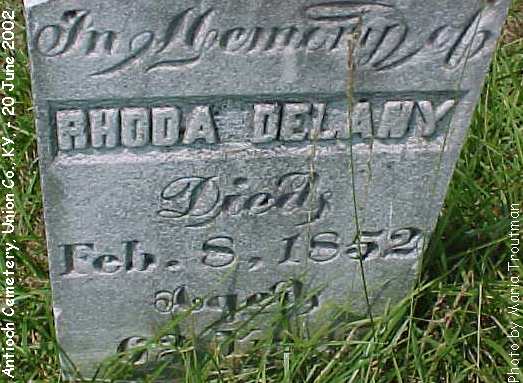 In Memory of
RHODA DELANY
Died,
Feb. 8, 1852
Aged
Antioch Cemetery, Union Co., KY - 20 June 2002
Photo by Maria Troutman